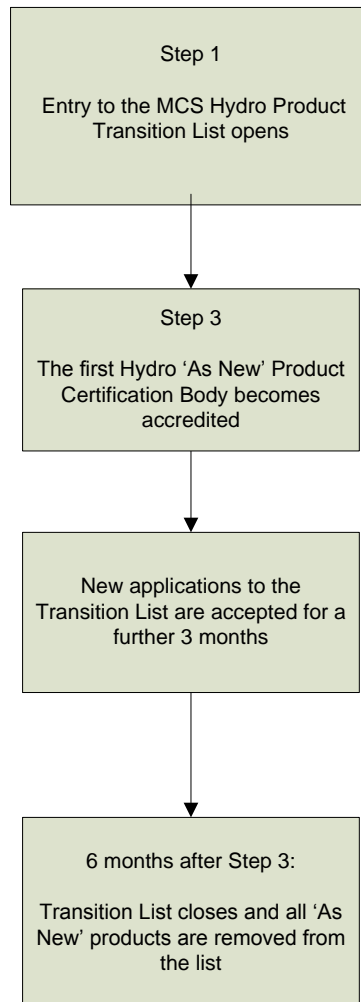 Step 1
Entry to the MCS Hydro Product
Transition List opens
Step 3
The first Hydro ‘As New’ Product
Certification Body becomes
accredited
New applications to the
Transition List are accepted for a
further 3 months
6 months after Step 3:
Transition List closes and all ‘As
New’ products are removed from
the list